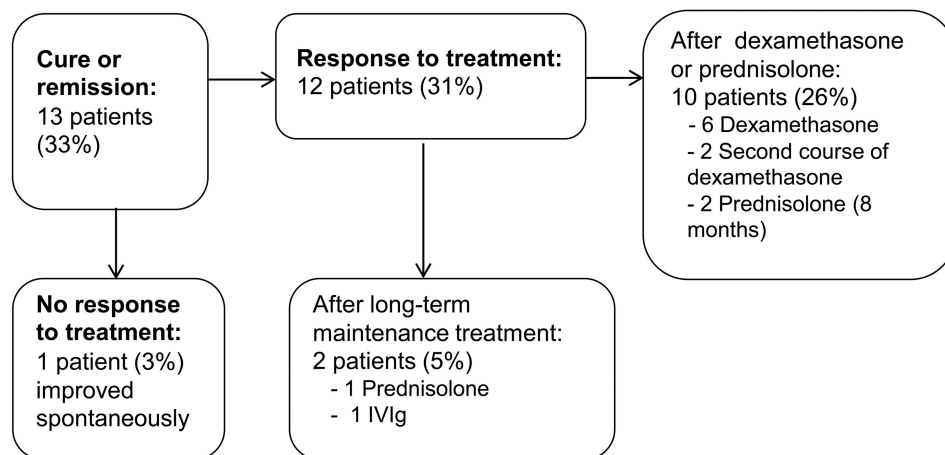 Cure or
remission:
13 patients
(33%)
Response to treatment:
12 patients (31%)
After dexamethasone
or prednisolone:
10 patients (26%)
- 6 Dexamethasone
- 2 Second course of
dexamethasone
- 2 Prednisolone (8
months)
No response
to treatment:
1 patient (3%)
improved
spontaneously
After long-term
maintenance treatment:
2 patients (5%)
- 1 Prednisolone
- 1 IVIg